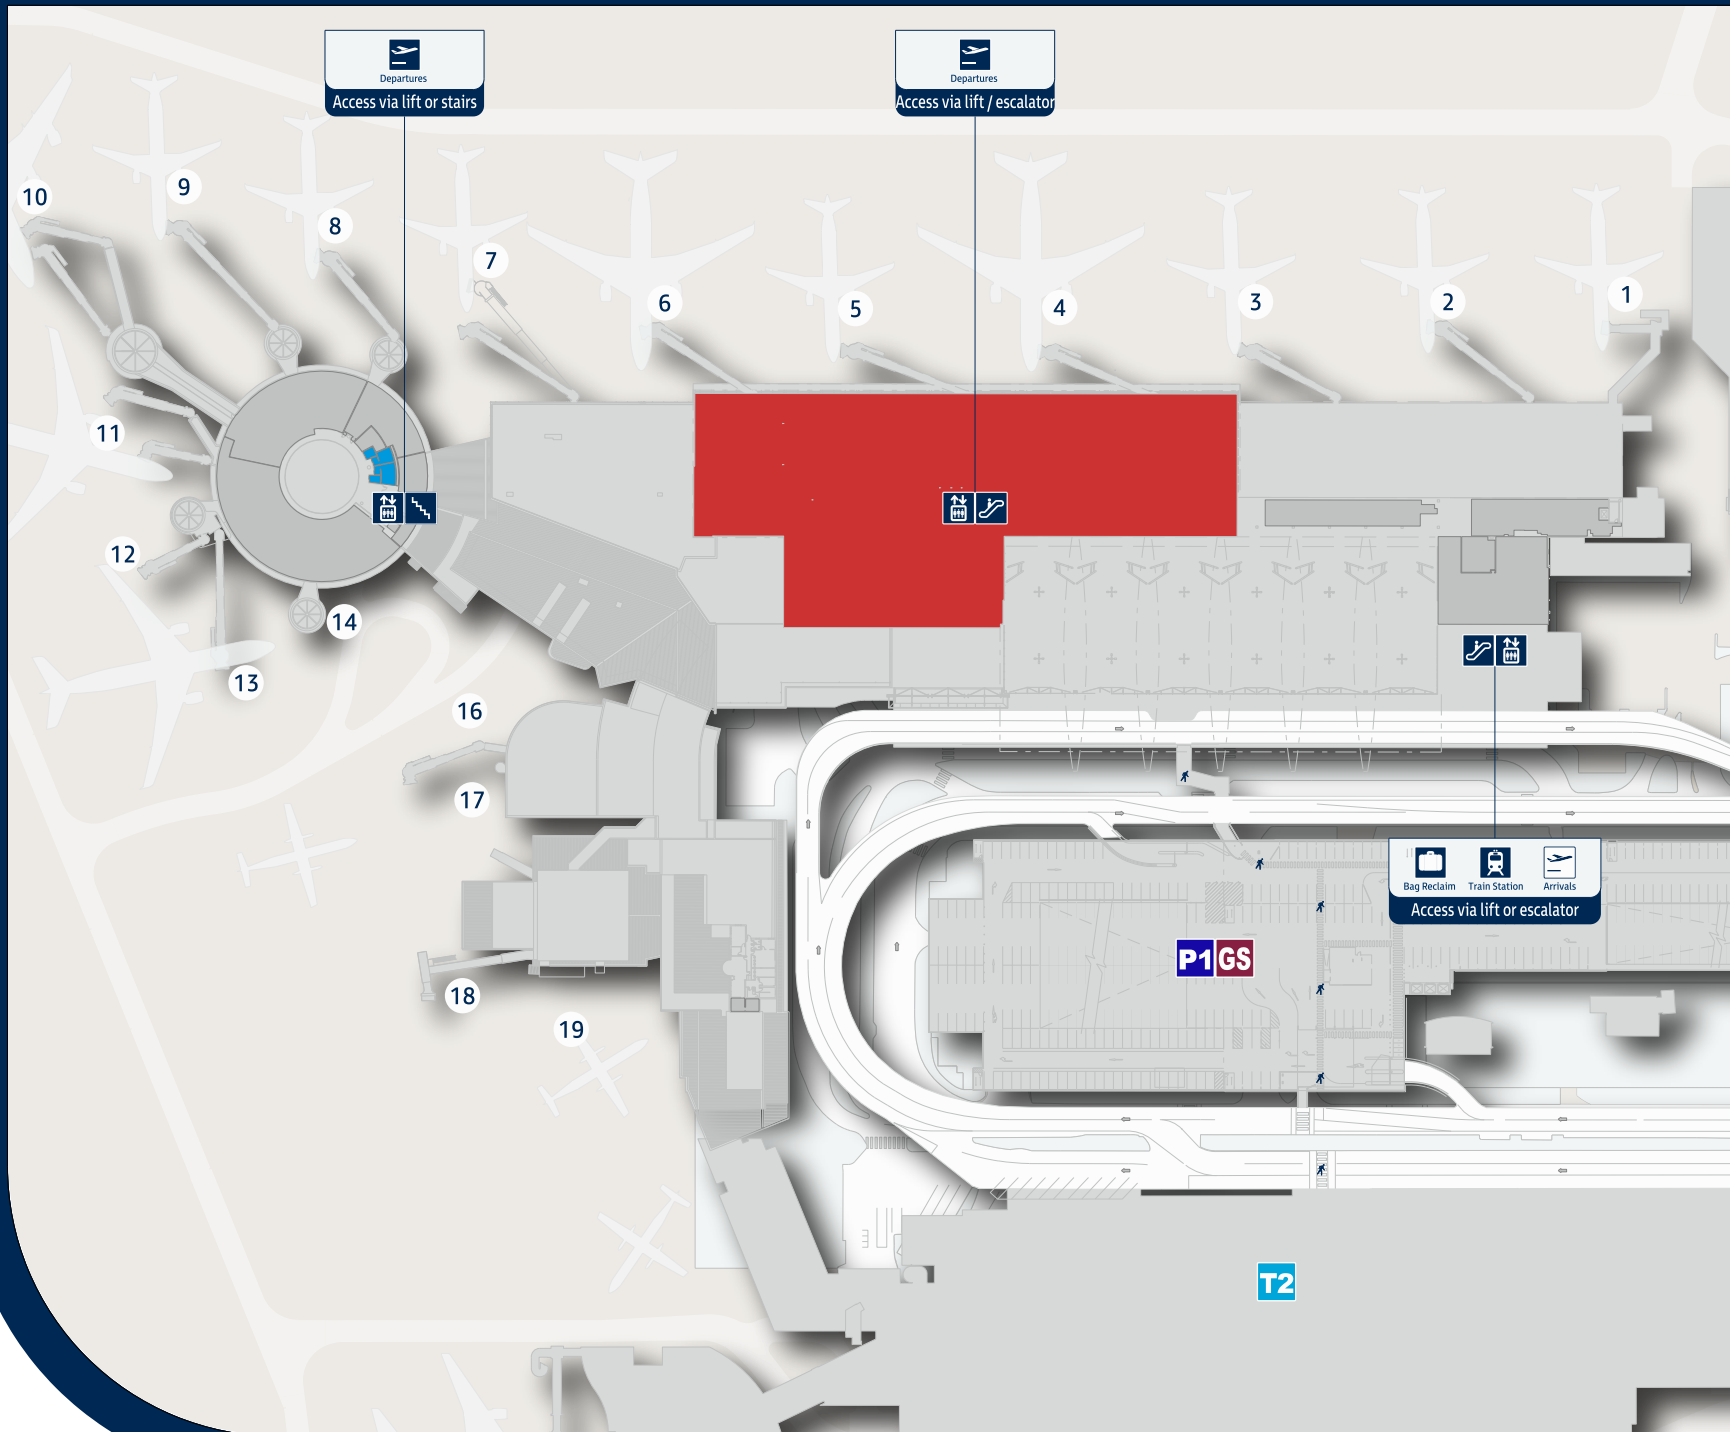 Departures
Access via lift or stairs
Departures
Access via lift / escalator
10
9
8
7
6
5
4
3
2
1
11
12
14
13
16
17
18
19
Bag Reclaim
Train Station
Arrivals
Access via lift or escalator
P1
GS
T2